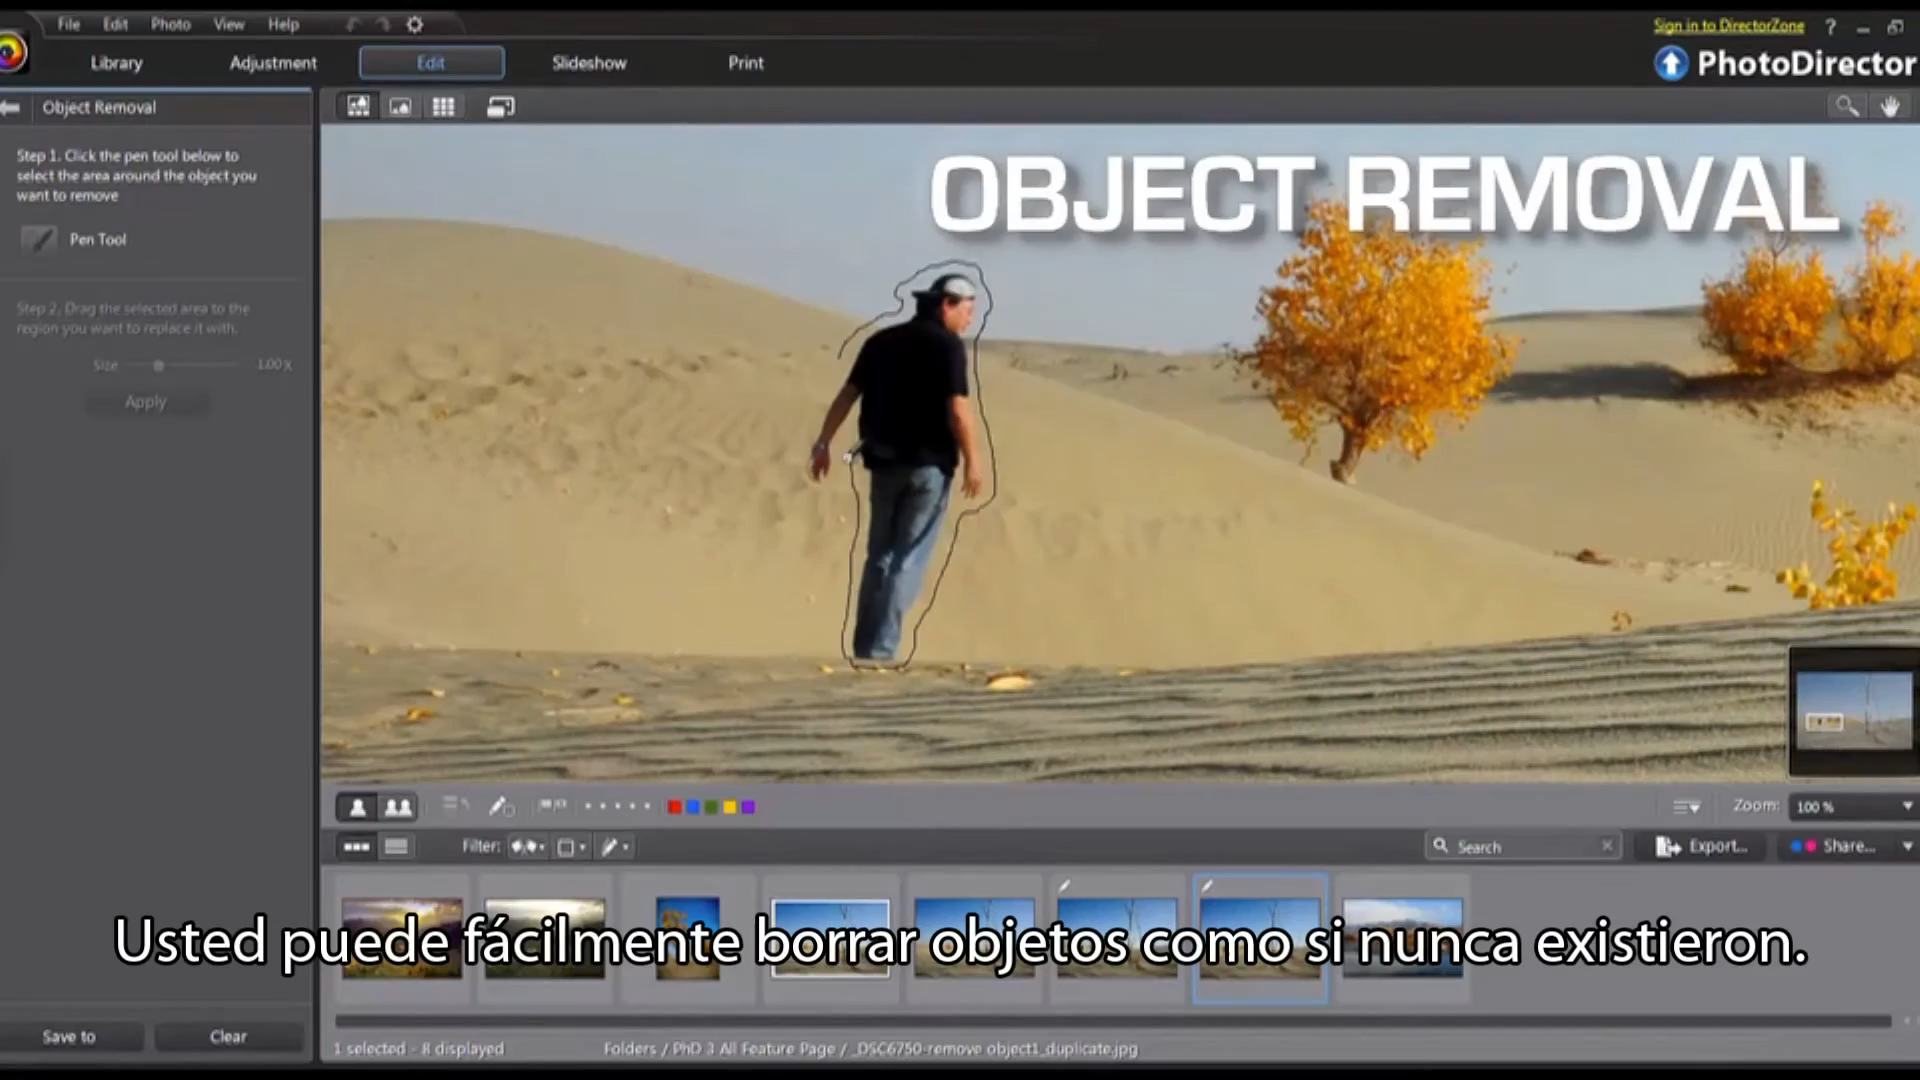 File Edit Photo View Help
Sign in to DirectorZone ?
Library Adjustment Edit Slideshow Print
PhotoDirector
Object Removal
Step 1. Click the pen tool below to
select the area around the object you
want to remove
Pen Tool
Step 2. Drag the selected area to the
region you want to replace it with.
Size 1.00 X
Apply
OBJECT REMOVAL
Zoom: 100 %
Filter: Search Export... Share...
Usted puede fácilmente borrar objetos como si nunca existieron.
Save to Clear
1 selected - 8 displayed Folders / PhD 3 All Feature Page / _DSC6750-remove object1_duplicate.jpg